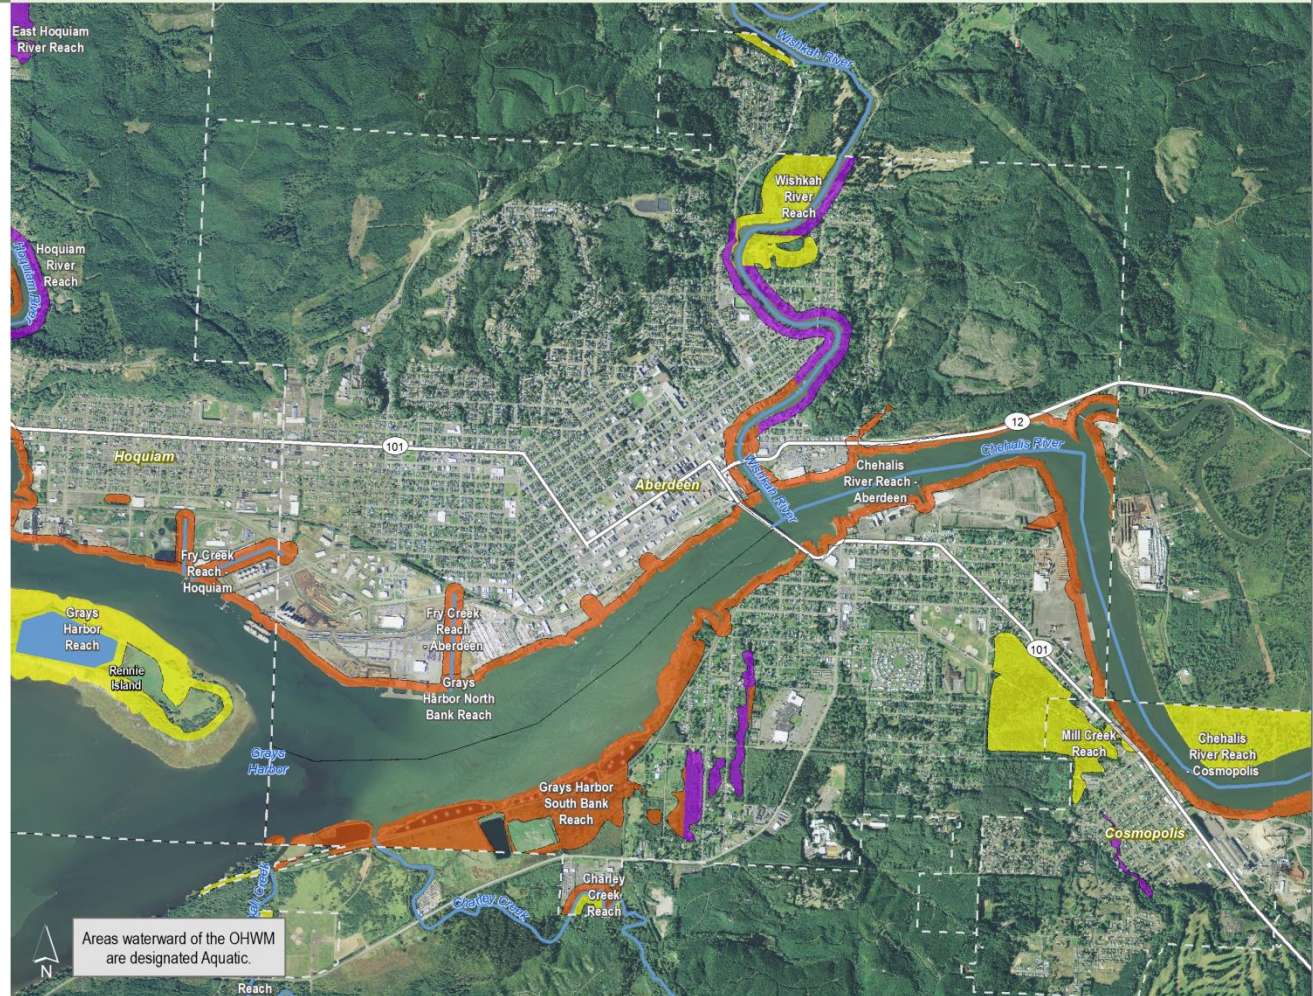 East Hoquiam
River Reach
Wishkah River
Wishkah
River
Reach
Hoquiam
River
Reach
Hoquiam River
12
101
Hoquiam
Chehalis River
Aberdeen
Wishkah River
Chehalis
River Reach -
Aberdeen
Fry Creek
Reach -
Hoquiam
Grays
Harbor
Reach
Fry Creek
Reach
- Aberdeen
Rennie
Island
101
Grays
Harbor North
Bank Reach
Mill Creek
Reach
Chehalis
River Reach
- Cosmopolis
Grays
Harbor
Grays Harbor
South Bank
Reach
Cosmopolis
Charley
Creek
Reach
Creek
Charley Creek
Areas waterward of the OHWM
are designated Aquatic.
N
Reach